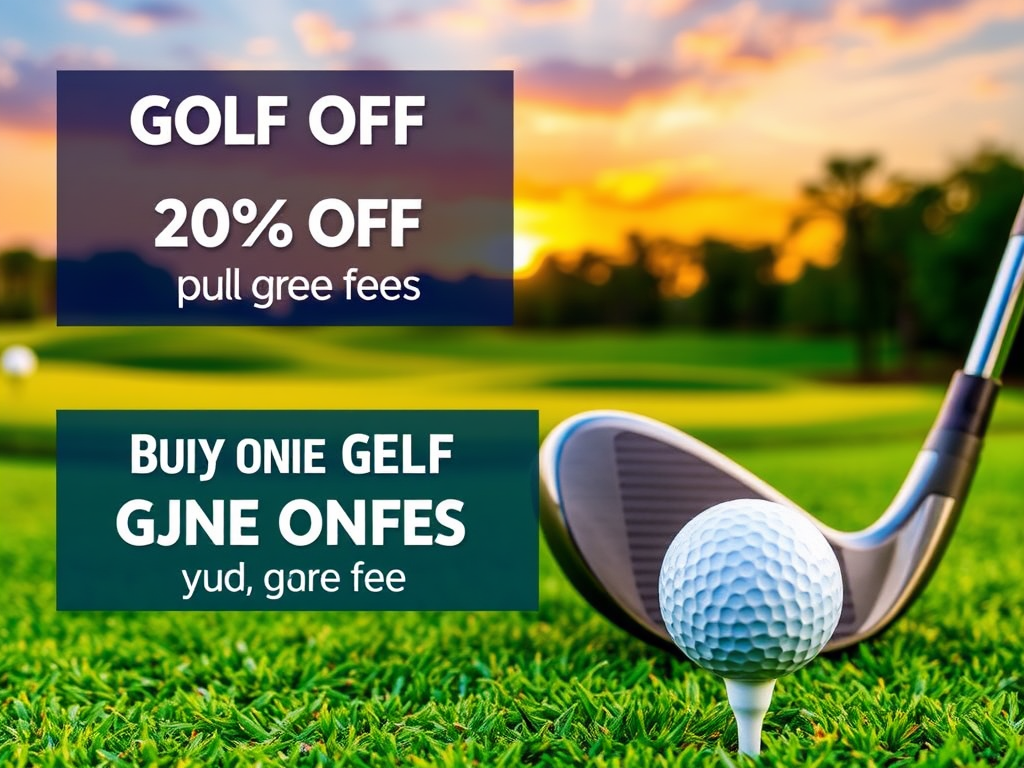 GOLF OFF
20% OFF
pull gree fees
BUIY ONIE GELF
GJNE ONFES
yud, gare fee